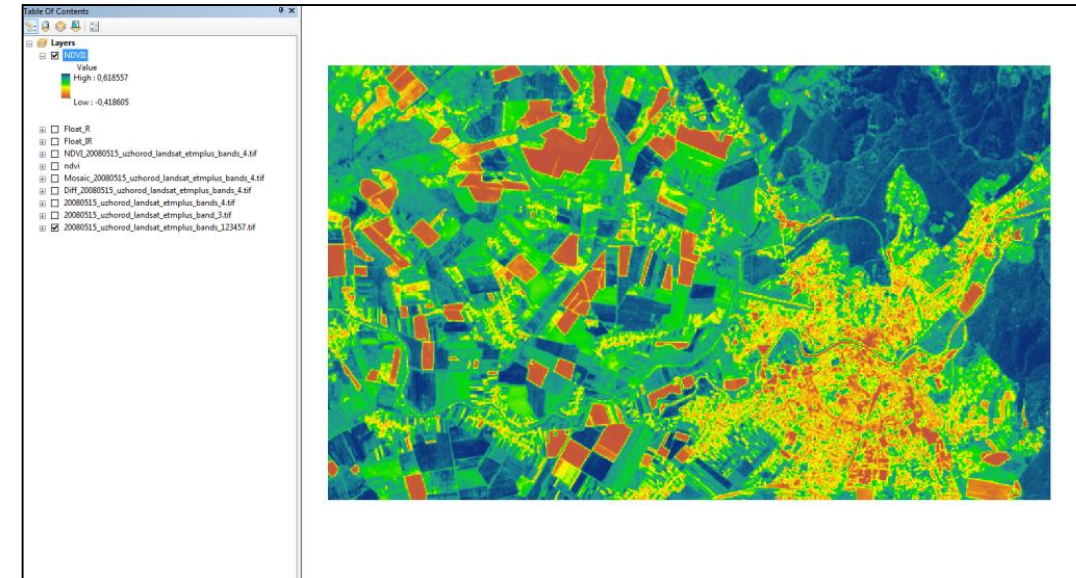 Table Of Contents
Layers
NDVI1
Value
High : 0,618557
Low : -0,418605
Float_R
Float_IR
NDVI_20080515_uzhorod_landsat_etmplus_bands_4.tif
ndvi
Mosaic_20080515_uzhorod_landsat_etmplus_bands_4.tif
Diff_20080515_uzhorod_landsat_etmplus_bands_4.tif
20080515_uzhorod_landsat_etmplus_bands_4.tif
20080515_uzhorod_landsat_etmplus_band_3.tif
20080515_uzhorod_landsat_etmplus_bands_123457.tif